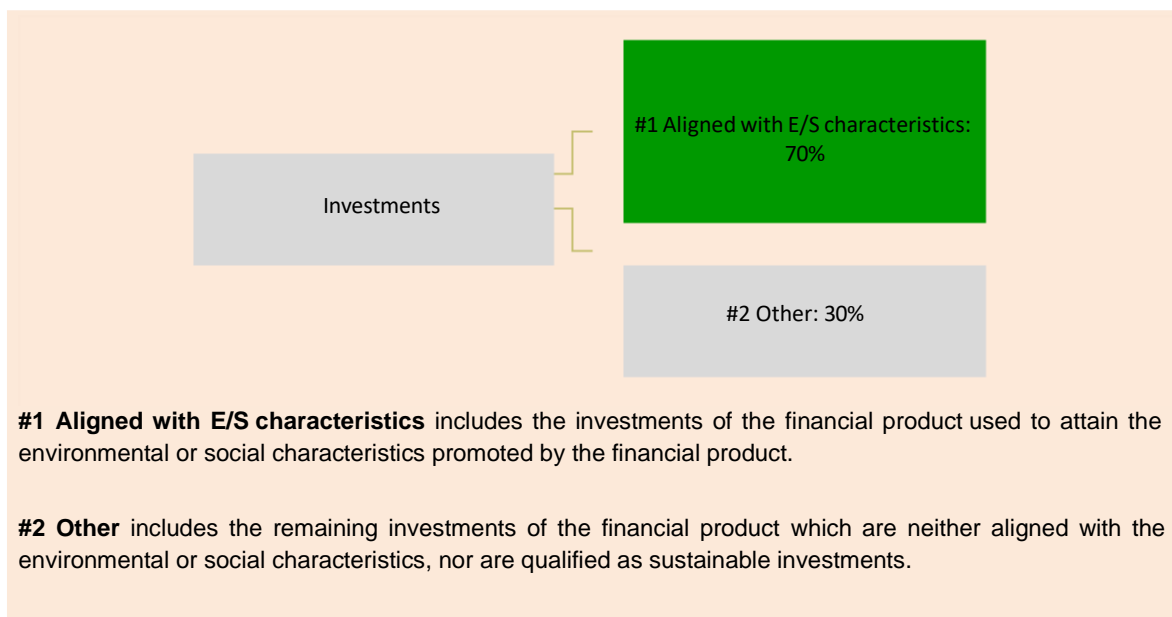 #1 Aligned with E/S characteristics:
70%
Investments
#2 Other: 30%
#1 Aligned with E/S characteristics includes the investments of the financial product used to attain the
environmental or social characteristics promoted by the financial product.
#2 Other includes the remaining investments of the financial product which are neither aligned with the
environmental or social characteristics, nor are qualified as sustainable investments.